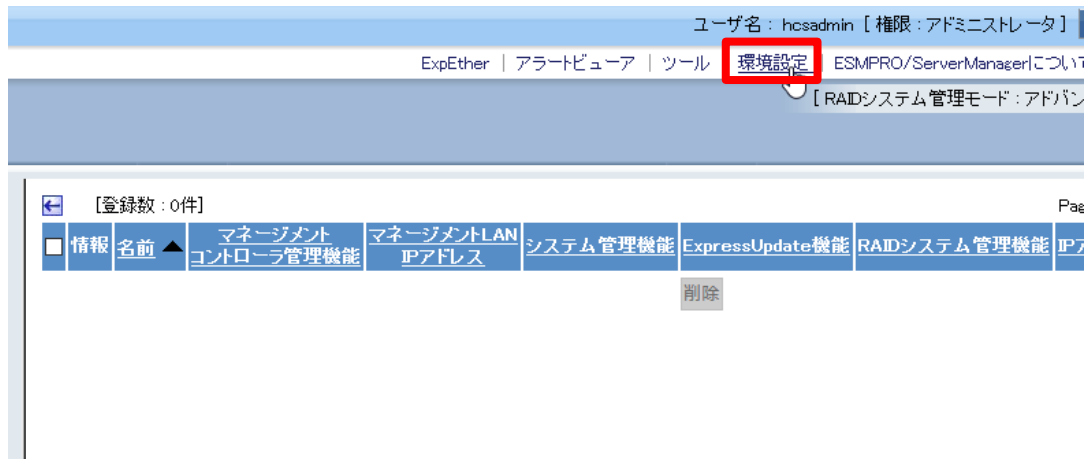 ユーザ名 : hcsadmin [ 権限 : アドミニストレータ ]
ExpEther | アラートビューア | ツール | 環境設定 | ESMPRO/ServerManagerについて
[ RAIDシステム管理モード : アドバン
[登録数 : 0件]
Pag
情報 名前 ▲ マネージメント コントローラ管理機能 マネージメントLAN IPアドレス システム管理機能 ExpressUpdate機能 RAIDシステム管理機能 IPア
削除